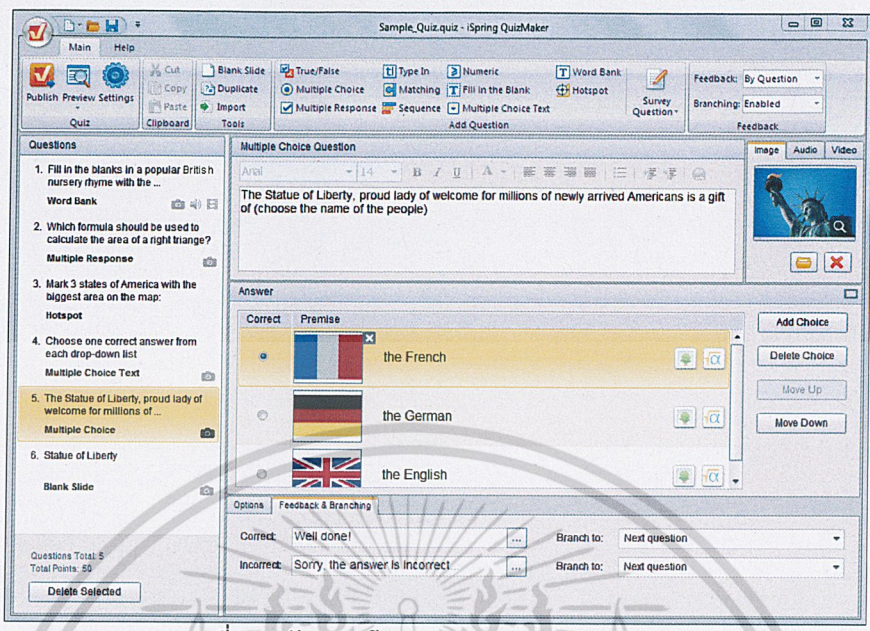 Sample_Quiz.quiz - iSpring QuizMaker
Main Help
Publish Preview Settings
Quiz
Cut
Copy
Paste
Clipboard
Blank Slide
Duplicate
Import
Tools
True/False
Multiple Choice
Multiple Response
Type In
Matching
Sequence
Numeric
Fill in the Blank
Multiple Choice Text
Word Bank
Hotspot
Survey
Question
Add Question
Feedback: By Question
Branching: Enabled
Feedback
Questions
1. Fill in the blanks in a popular British
nursery rhyme with the ...
Word Bank
2. Which formula should be used to
calculate the area of a right triange?
Multiple Response
3. Mark 3 states of America with the
biggest area on the map:
Hotspot
4. Choose one correct answer from
each drop-down list
Multiple Choice Text
5. The Statue of Liberty, proud lady of
welcome for millions of ...
Multiple Choice
6. Statue of Liberty
Blank Slide
Questions Total: 5
Total Points: 50
Delete Selected
Multiple Choice Question
Arial 14 B I U A
The Statue of Liberty, proud lady of welcome for millions of newly arrived Americans is a gift
of (choose the name of the people)
Image Audio Video
Answer
Correct Premise
the French
√α
the German
√α
the English
√α
Add Choice
Delete Choice
Move Up
Move Down
Options Feedback & Branching
Correct: Well done! ... Branch to: Next question
Incorrect: Sorry, the answer is incorrect ... Branch to: Next question